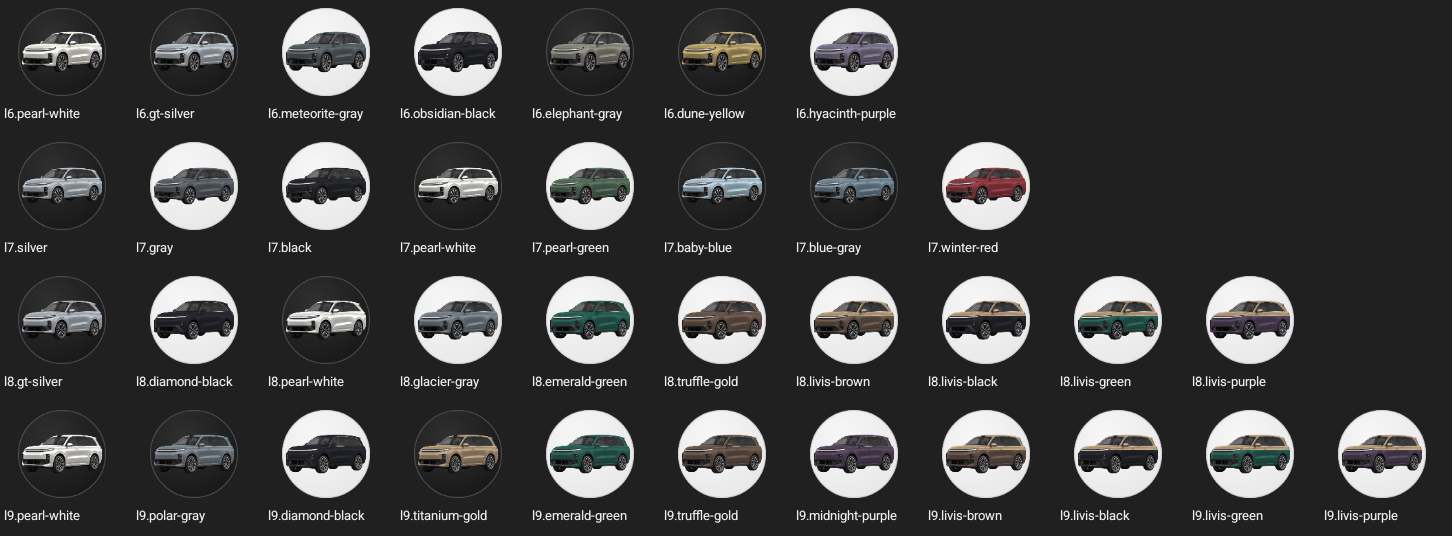 l6.pearl-white l6.gt-silver l6.meteorite-gray l6.obsidian-black l6.elephant-gray l6.dune-yellow l6.hyacinth-purple
l7.silver l7.gray l7.black l7.pearl-white l7.pearl-green l7.baby-blue l7.blue-gray l7.winter-red
l8.gt-silver l8.diamond-black l8.pearl-white l8.glacier-gray l8.emerald-green l8.truffle-gold l8.livis-brown l8.livis-black l8.livis-green l8.livis-purple
l9.pearl-white l9.polar-gray l9.diamond-black l9.titanium-gold l9.emerald-green l9.truffle-gold l9.midnight-purple l9.livis-brown l9.livis-black l9.livis-green l9.livis-purple